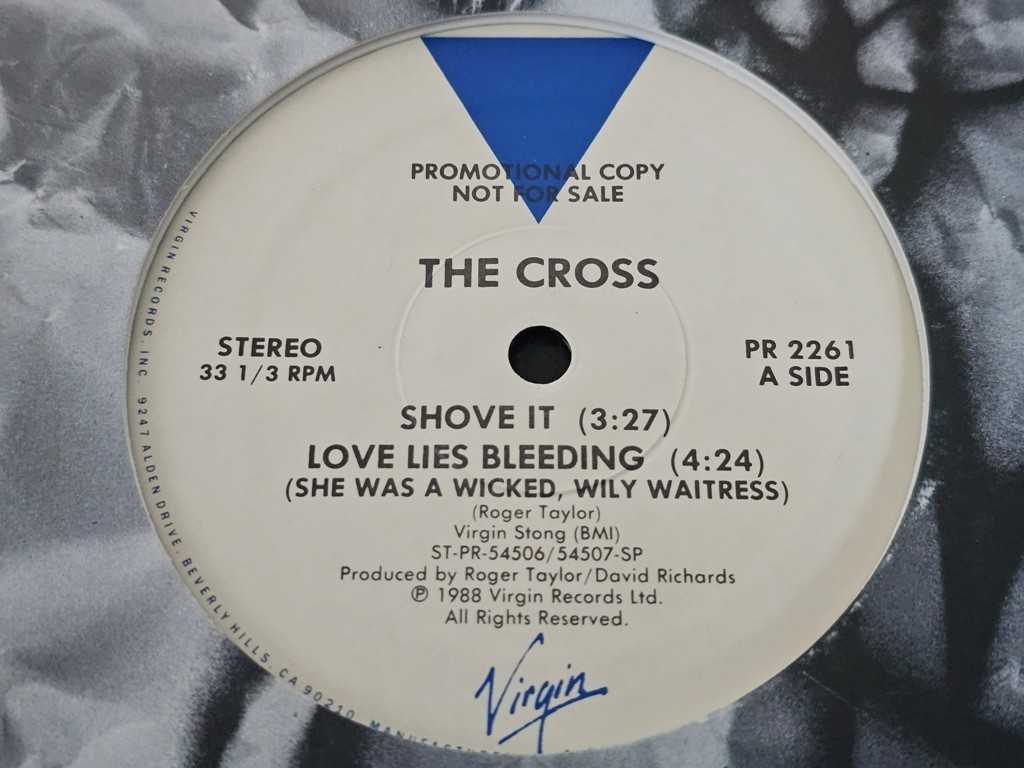 PROMOTIONAL COPY
NOT FOR SALE
THE CROSS
STEREO
33 1/3 RPM
PR 2261
A SIDE
SHOVE IT (3:27)
LOVE LIES BLEEDING (4:24)
(SHE WAS A WICKED, WILY WAITRESS)
(Roger Taylor)
Virgin Stong (BMI)
ST-PR-54506/54507-SP
Produced by Roger Taylor/David Richards
℗ 1988 Virgin Records Ltd.
All Rights Reserved.
Virgin
VIRGIN RECORDS, INC. 9247 ALDEN DRIVE, BEVERLY HILLS, CA 90210